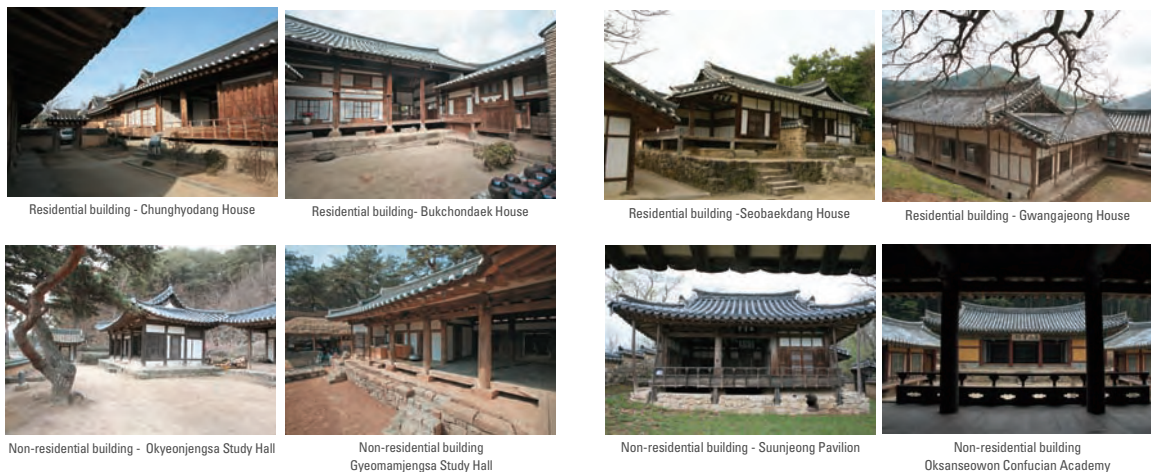 Residential building - Chunghyodang House
Residential building- Bukchondaek House
Residential building -Seobaekdang House
Residential building - Gwangajeong House
Non-residential building - Okyeonjengsa Study Hall
Non-residential building
Gyeomamjengsa Study Hall
Non-residential building - Suunjeong Pavilion
Non-residential building
Oksanseowon Confucian Academy